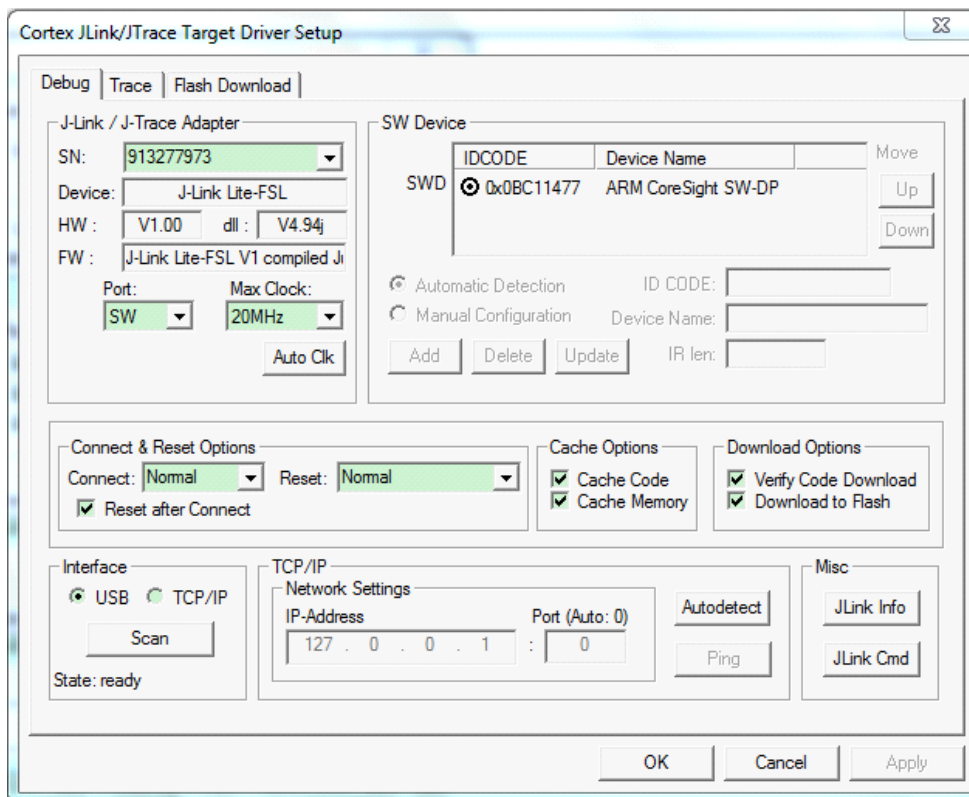 Cortex JLink/JTrace Target Driver Setup
Debug Trace Flash Download
J-Link / J-Trace Adapter
SN: 913277973
Device: J-Link Lite-FSL
HW : V1.00 dll : V4.94j
FW : J-Link Lite-FSL V1 compiled
Port: Max Clock:
SW 20MHz
Auto Clk
SW Device
IDCODE Device Name Move
SWD 0x0BC11477 ARM CoreSight SW-DP Up
Down
Automatic Detection ID CODE:
Manual Configuration Device Name:
Add Delete Update IR len:
Connect & Reset Options
Connect: Normal Reset: Normal
Reset after Connect
Cache Options
Cache Code
Cache Memory
Download Options
Verify Code Download
Download to Flash
Interface
USB TCP/IP
Scan
State: ready
TCP/IP
Network Settings
IP-Address Port (Auto: 0)
127 . 0 . 0 . 1 : 0
Autodetect
Ping
Misc
JLink Info
JLink Cmd
OK Cancel Apply